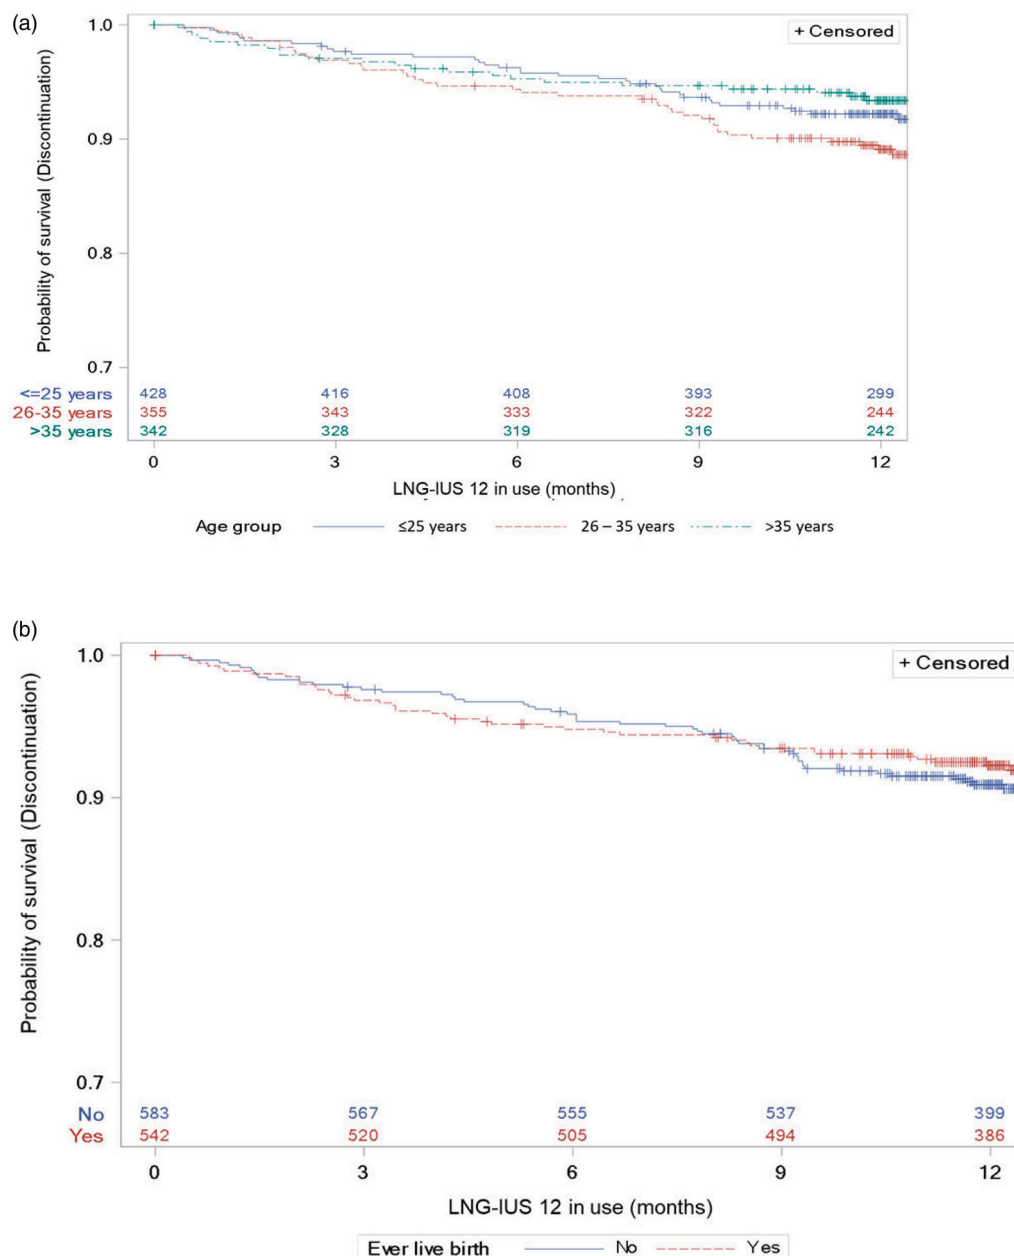 (a)
1.0
+ Censored
0.9
0.8
0.7
Probability of survival (Discontinuation)
<=25 years 428 416 408 393 299
26-35 years 355 343 333 322 244
>35 years 342 328 319 316 242
0 3 6 9 12
LNG-IUS 12 in use (months)
Age group ≤25 years 26 – 35 years >35 years
(b)
1.0
+ Censored
0.9
0.8
0.7
Probability of survival (Discontinuation)
No 583 567 555 537 399
Yes 542 520 505 494 386
0 3 6 9 12
LNG-IUS 12 in use (months)
Ever live birth No Yes